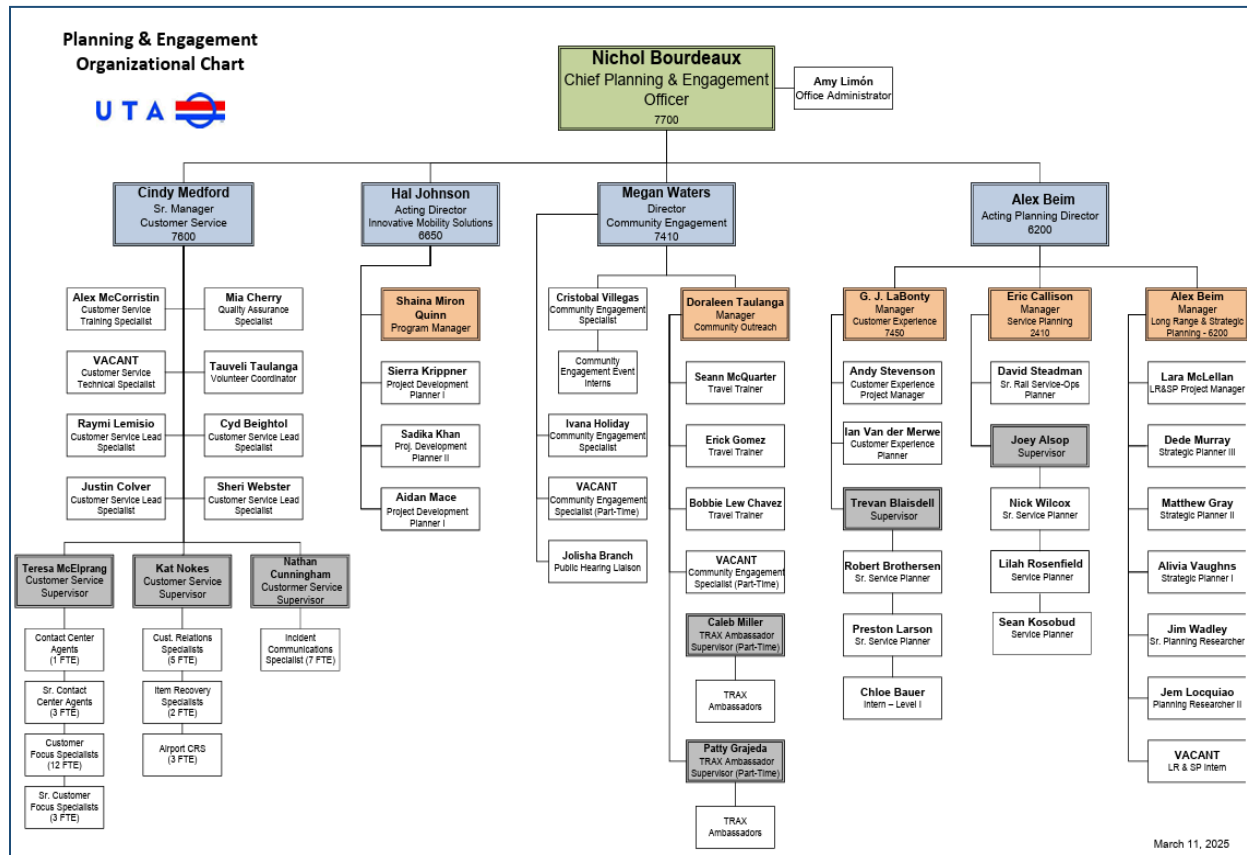 Planning & Engagement
Organizational Chart
UTA
Nichol Bourdeaux
Chief Planning & Engagement
Officer
7700
Amy Limón
Office Administrator
Cindy Medford
Sr. Manager
Customer Service
7600
Hal Johnson
Acting Director
Innovative Mobility Solutions
6650
Megan Waters
Director
Community Engagement
7410
Alex Beim
Acting Planning Director
6200
Alex McCorristin
Customer Service
Training Specialist
Mia Cherry
Quality Assurance
Specialist
VACANT
Customer Service
Technical Specialist
Tauveli Taulanga
Volunteer Coordinator
Raymi Lemisio
Customer Service Lead
Specialist
Cyd Beightol
Customer Service Lead
Specialist
Justin Colver
Customer Service Lead
Specialist
Sheri Webster
Customer Service Lead
Specialist
Teresa McElprang
Customer Service
Supervisor
Kat Nokes
Customer Service
Supervisor
Nathan
Cunningham
Custormer Service
Supervisor
Contact Center
Agents
(1 FTE)
Sr. Contact
Center Agents
(3 FTE)
Customer
Focus Specialists
(12 FTE)
Sr. Customer
Focus Specialists
(3 FTE)
Cust. Relations
Specialists
(5 FTE)
Item Recovery
Specialists
(2 FTE)
Airport CRS
(3 FTE)
Incident
Communications
Specialist (7 FTE)
Shaina Miron
Quinn
Program Manager
Sierra Krippner
Project Development
Planner I
Sadika Khan
Proj. Development
Planner II
Aidan Mace
Project Development
Planner I
Cristobal Villegas
Community Engagement
Specialist
Community
Engagement Event
Interns
Ivana Holiday
Community Engagement
Specialist
VACANT
Community Engagement
Specialist (Part-Time)
Jolisha Branch
Public Hearing Liaison
Doraleen Taulanga
Manager
Community Outreach
Seann McQuarter
Travel Trainer
Erick Gomez
Travel Trainer
Bobbie Lew Chavez
Travel Trainer
VACANT
Community Engagement
Specialist (Part-Time)
Caleb Miller
TRAX Ambassador
Supervisor (Part-Time)
TRAX
Ambassadors
Patty Grajeda
TRAX Ambassador
Supervisor (Part-Time)
TRAX
Ambassadors
G. J. LaBonty
Manager
Customer Experience
7450
Andy Stevenson
Customer Experience
Project Manager
Ian Van der Merwe
Customer Experience
Planner
Trevan Blaisdell
Supervisor
Robert Brothersen
Sr. Service Planner
Preston Larson
Sr. Service Planner
Chloe Bauer
Intern – Level I
Eric Callison
Manager
Service Planning
2410
David Steadman
Sr. Rail Service-Ops
Planner
Joey Alsop
Supervisor
Nick Wilcox
Sr. Service Planner
Lilah Rosenfield
Service Planner
Sean Kosobud
Service Planner
Alex Beim
Manager
Long Range & Strategic
Planning - 6200
Lara McLellan
LR&SP Project Manager
Dede Murray
Strategic Planner III
Matthew Gray
Strategic Planner II
Alivia Vaughns
Strategic Planner I
Jim Wadley
Sr. Planning Researcher
Jem Locquiao
Planning Researcher II
VACANT
LR & SP Intern
March 11, 2025